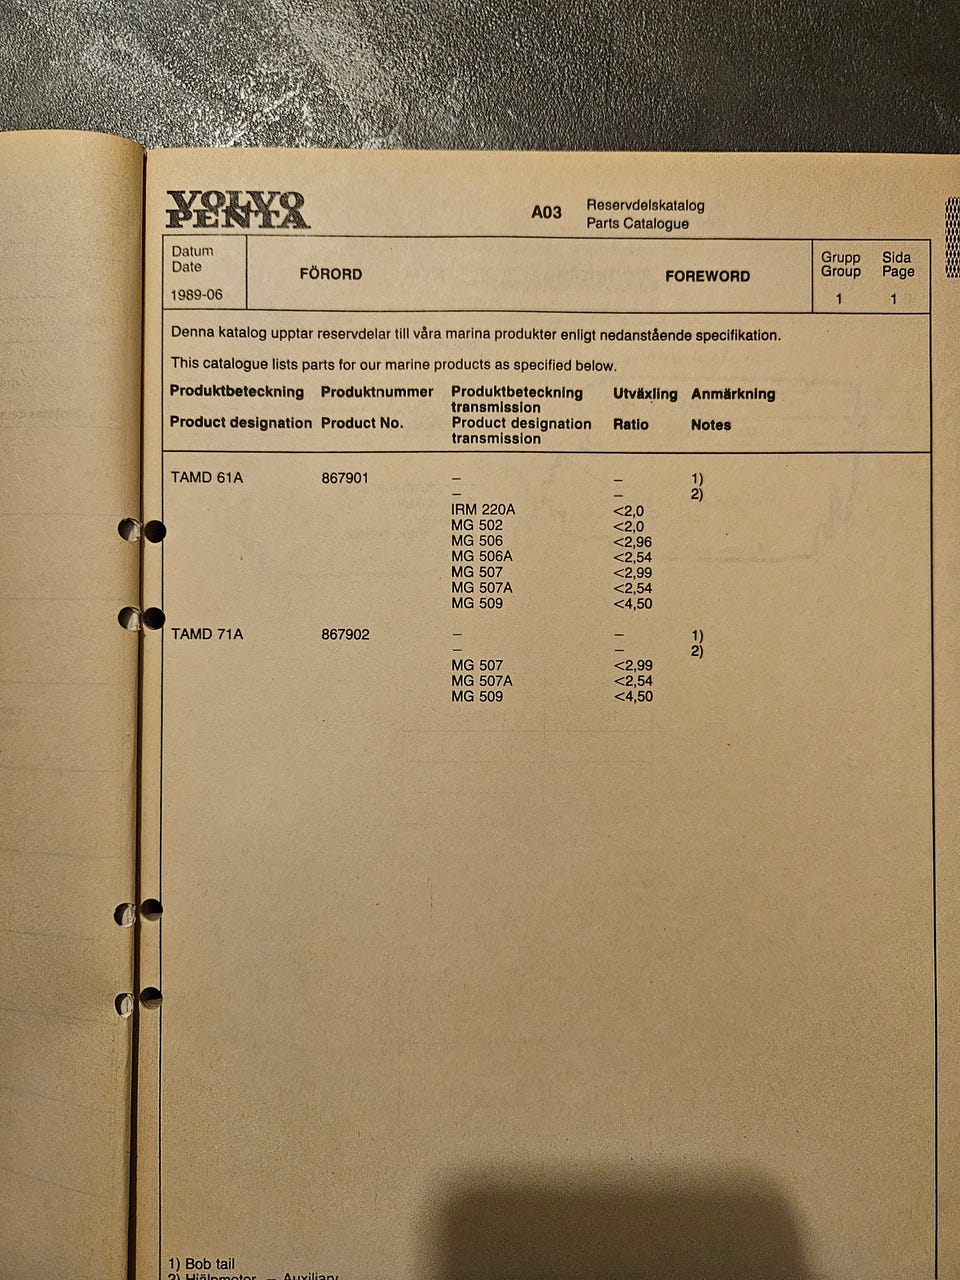 VOLVO
PENTA
A03
Reservdelskatalog
Parts Catalogue
Datum
Date
1989-06
FÖRORD
FOREWORD
Grupp Sida
Group Page
1 1
Denna katalog upptar reservdelar till våra marina produkter enligt nedanstående specifikation.
This catalogue lists parts for our marine products as specified below.
Produktbeteckning Produktnummer Produktbeteckning Utväxling Anmärkning
transmission
Product designation Product No. Product designation Ratio Notes
transmission
TAMD 61A 867901 – – 1)
– – 2)
IRM 220A <2,0
MG 502 <2,0
MG 506 <2,96
MG 506A <2,54
MG 507 <2,99
MG 507A <2,54
MG 509 <4,50
TAMD 71A 867902 – – 1)
– – 2)
MG 507 <2,99
MG 507A <2,54
MG 509 <4,50
1) Bob tail
2) Hjälpmotor – Auxiliary